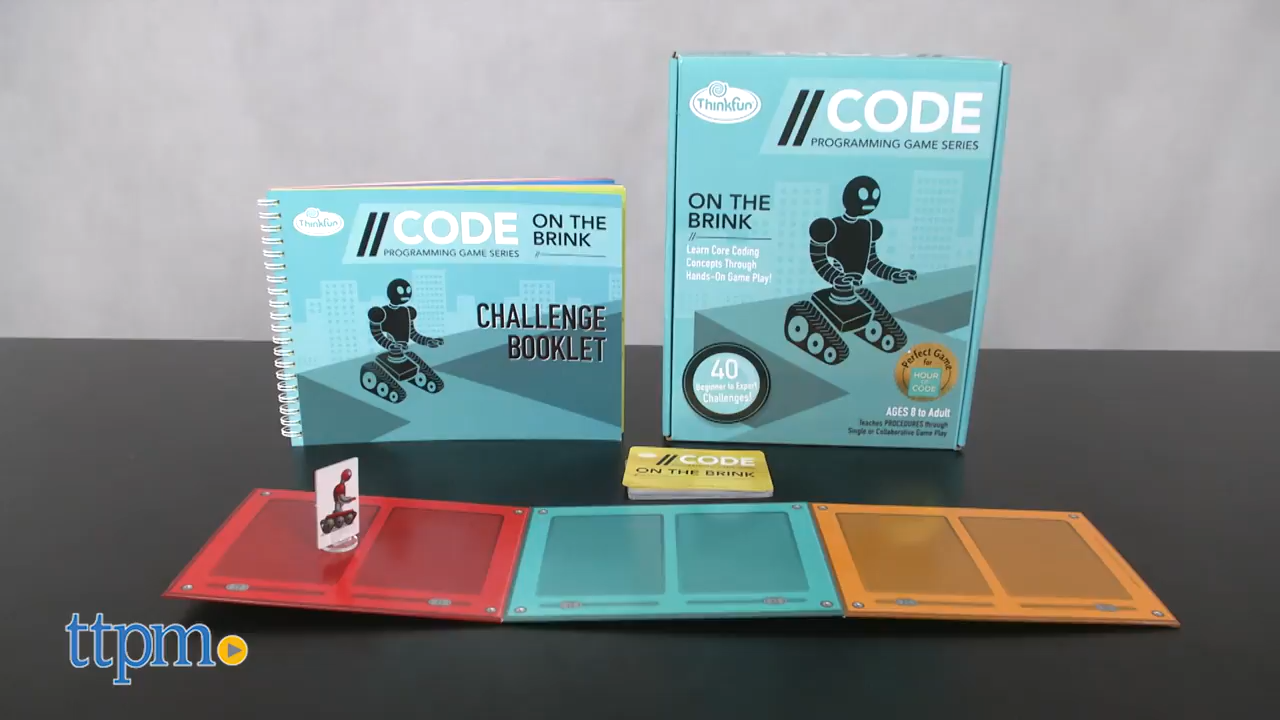 Thinkfun
//CODE
PROGRAMMING GAME SERIES
ON THE
BRINK
CHALLENGE
BOOKLET
Thinkfun
//CODE
PROGRAMMING GAME SERIES
ON THE
BRINK
Learn Core Coding
Concepts Through
Hands-On Game Play!
40
Beginner to Expert
Challenges!
Perfect Game
for
HOUR
OF
CODE
AGES 8 to Adult
Teaches PROCEDURES through
Single or Collaborative Game Play
//CODE
ON THE BRINK
ttpm